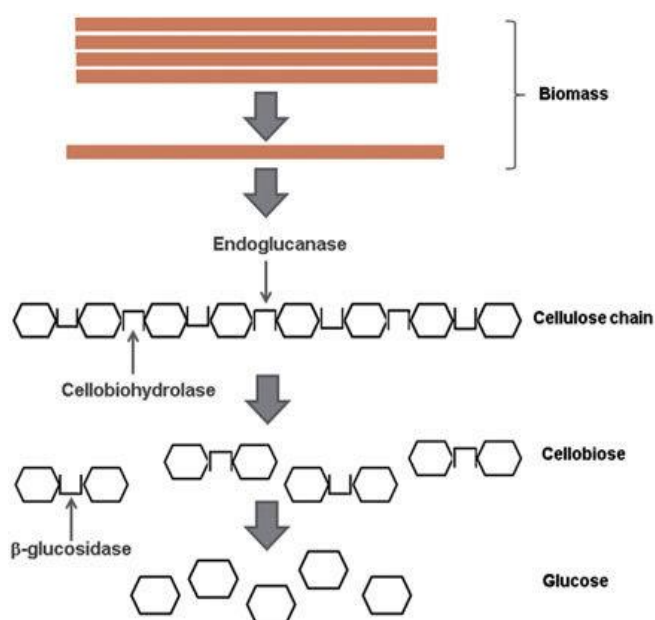 Biomass
Endoglucanase
Cellulose chain
Cellobiohydrolase
Cellobiose
β-glucosidase
Glucose